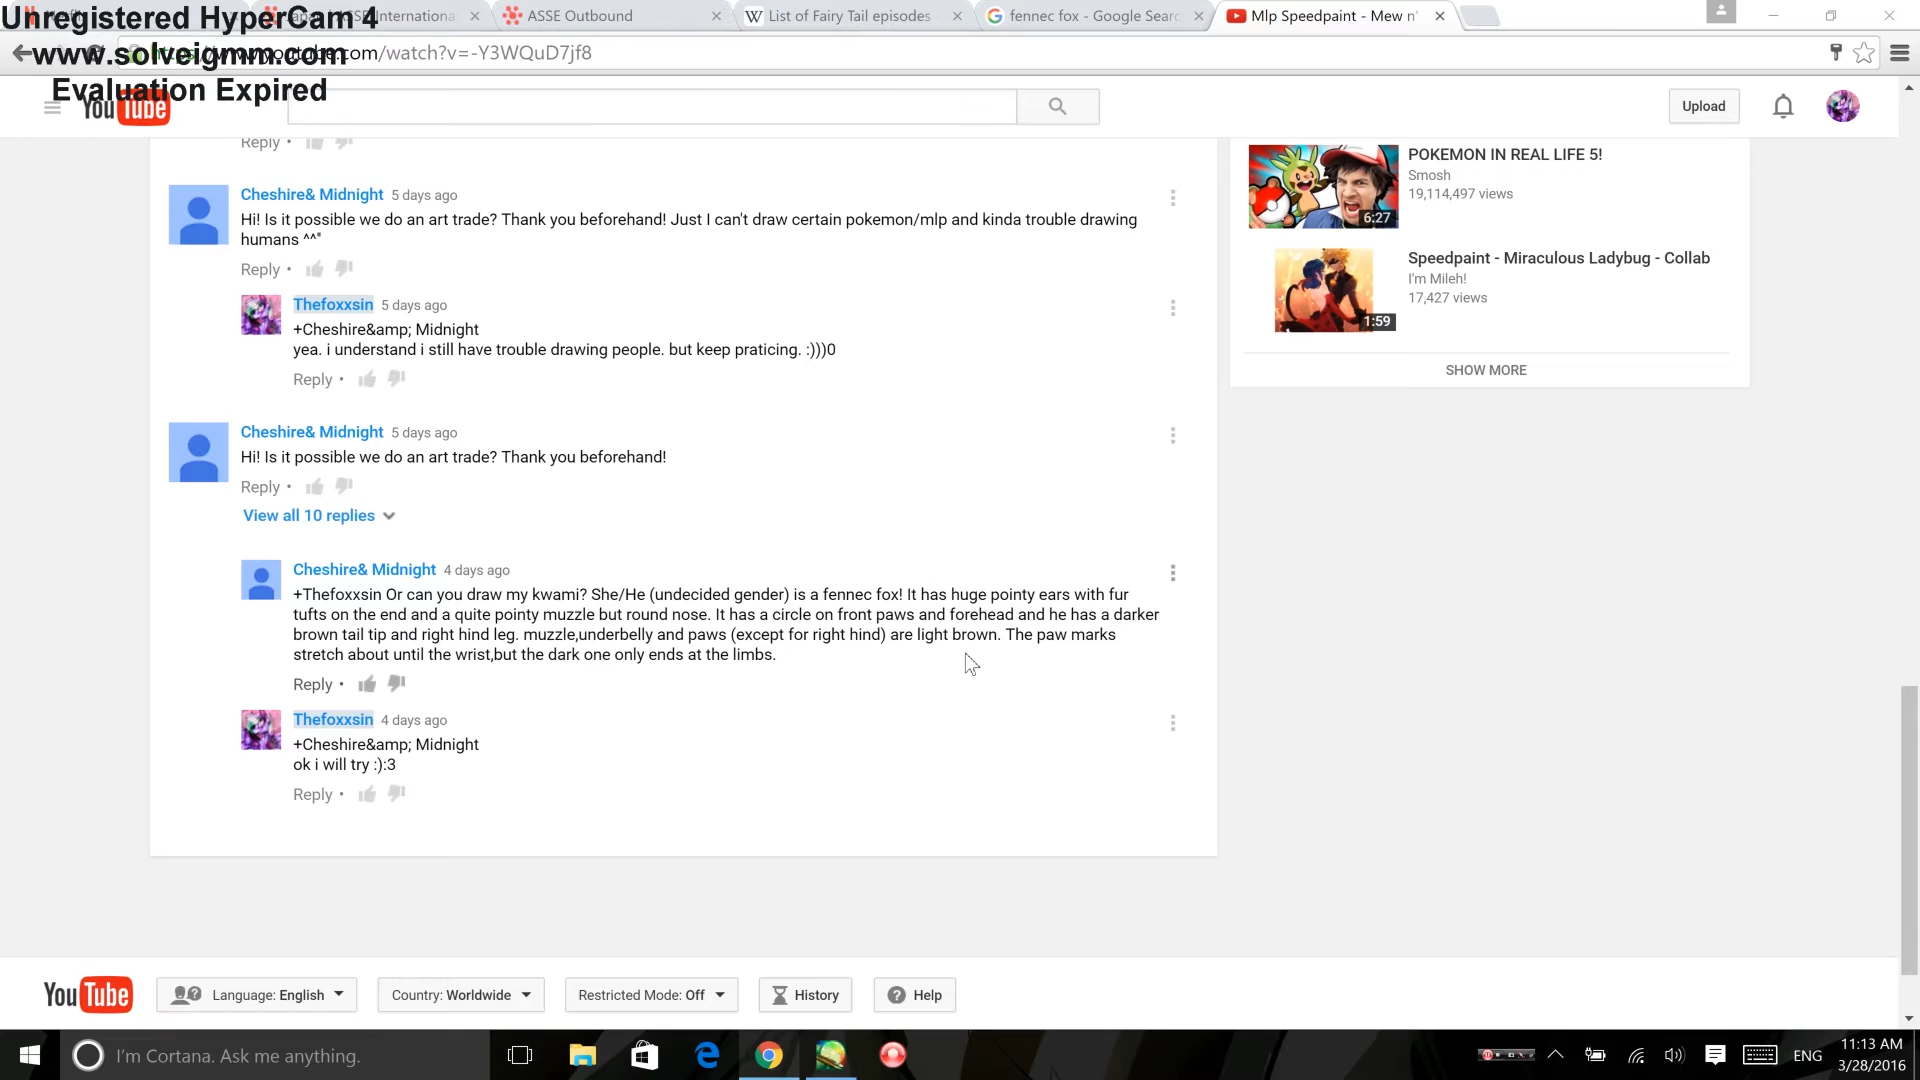 Unregistered HyperCam 4
www.solveigmm.com
Evaluation Expired
ASSE Internationa
ASSE Outbound
List of Fairy Tail episodes
fennec fox - Google Searc
Mlp Speedpaint - Mew n'
/watch?v=-Y3WQuD7jf8
YouTube
Upload
Reply •
Cheshire& Midnight 5 days ago
Hi! Is it possible we do an art trade? Thank you beforehand! Just I can't draw certain pokemon/mlp and kinda trouble drawing
humans ^^"
Reply •
Thefoxxsin 5 days ago
+Cheshire&amp; Midnight
yea. i understand i still have trouble drawing people. but keep praticing. :)))0
Reply •
Cheshire& Midnight 5 days ago
Hi! Is it possible we do an art trade? Thank you beforehand!
Reply •
View all 10 replies
Cheshire& Midnight 4 days ago
+Thefoxxsin Or can you draw my kwami? She/He (undecided gender) is a fennec fox! It has huge pointy ears with fur
tufts on the end and a quite pointy muzzle but round nose. It has a circle on front paws and forehead and he has a darker
brown tail tip and right hind leg. muzzle,underbelly and paws (except for right hind) are light brown. The paw marks
stretch about until the wrist,but the dark one only ends at the limbs.
Reply •
Thefoxxsin 4 days ago
+Cheshire&amp; Midnight
ok i will try :):3
Reply •
POKEMON IN REAL LIFE 5!
Smosh
19,114,497 views
6:27
Speedpaint - Miraculous Ladybug - Collab
I'm Mileh!
17,427 views
1:59
SHOW MORE
YouTube
Language: English
Country: Worldwide
Restricted Mode: Off
History
Help
I'm Cortana. Ask me anything.
ENG
11:13 AM
3/28/2016